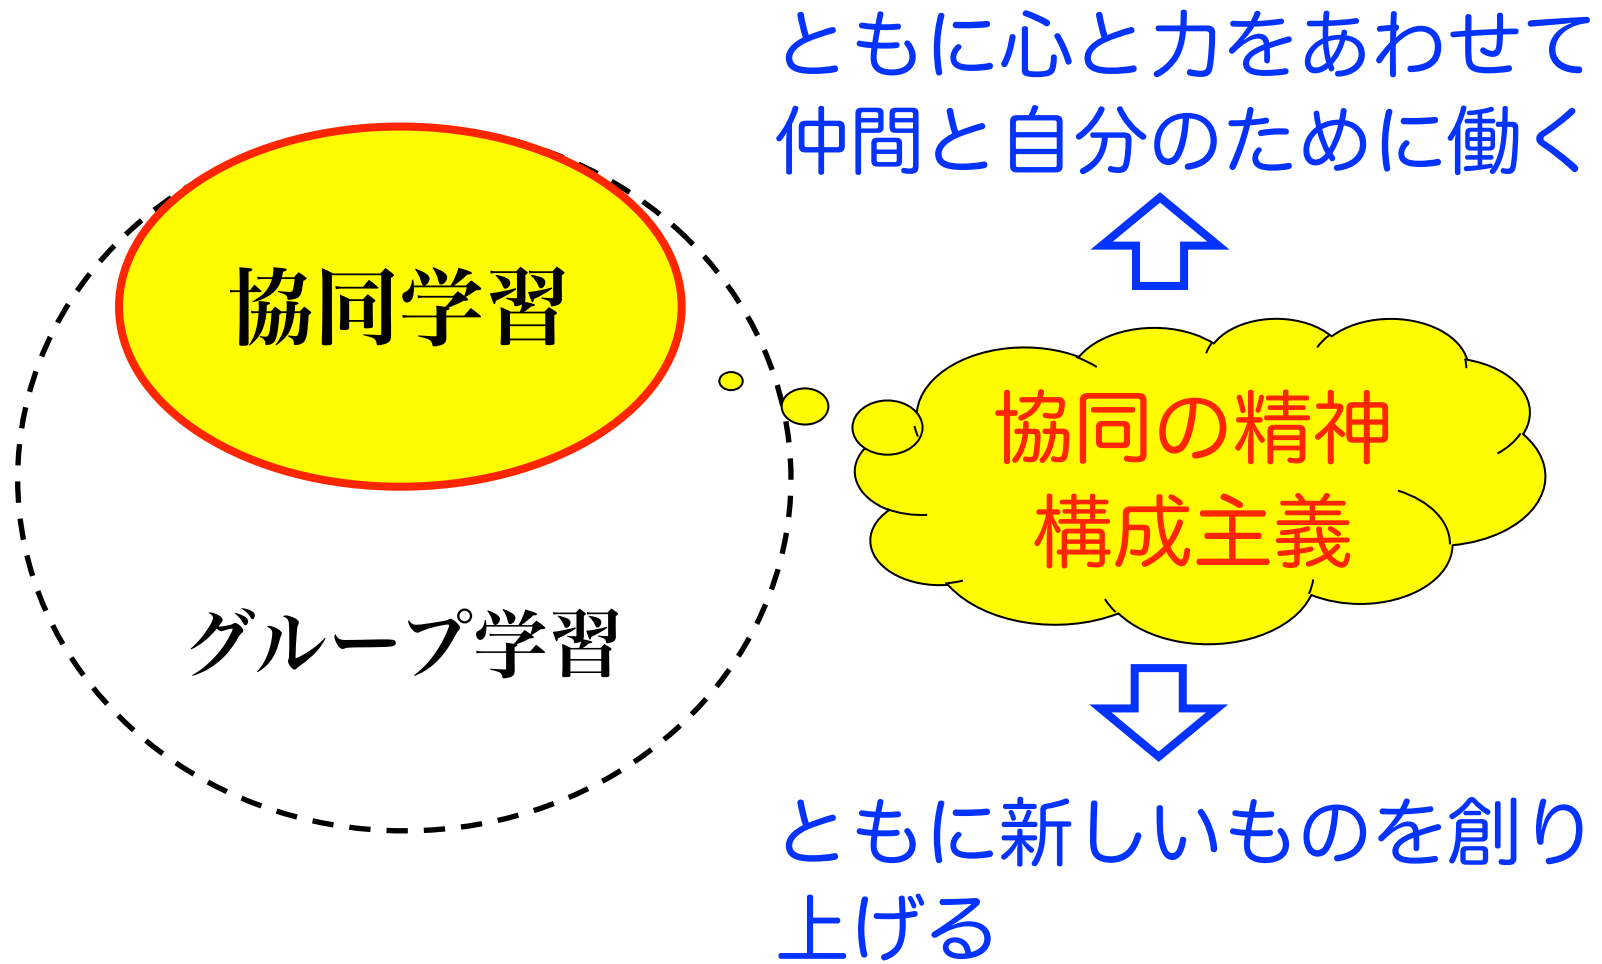 ともに心と力をあわせて
仲間と自分のために働く
協同学習
協同の精神
構成主義
グループ学習
ともに新しいものを創り
上げる